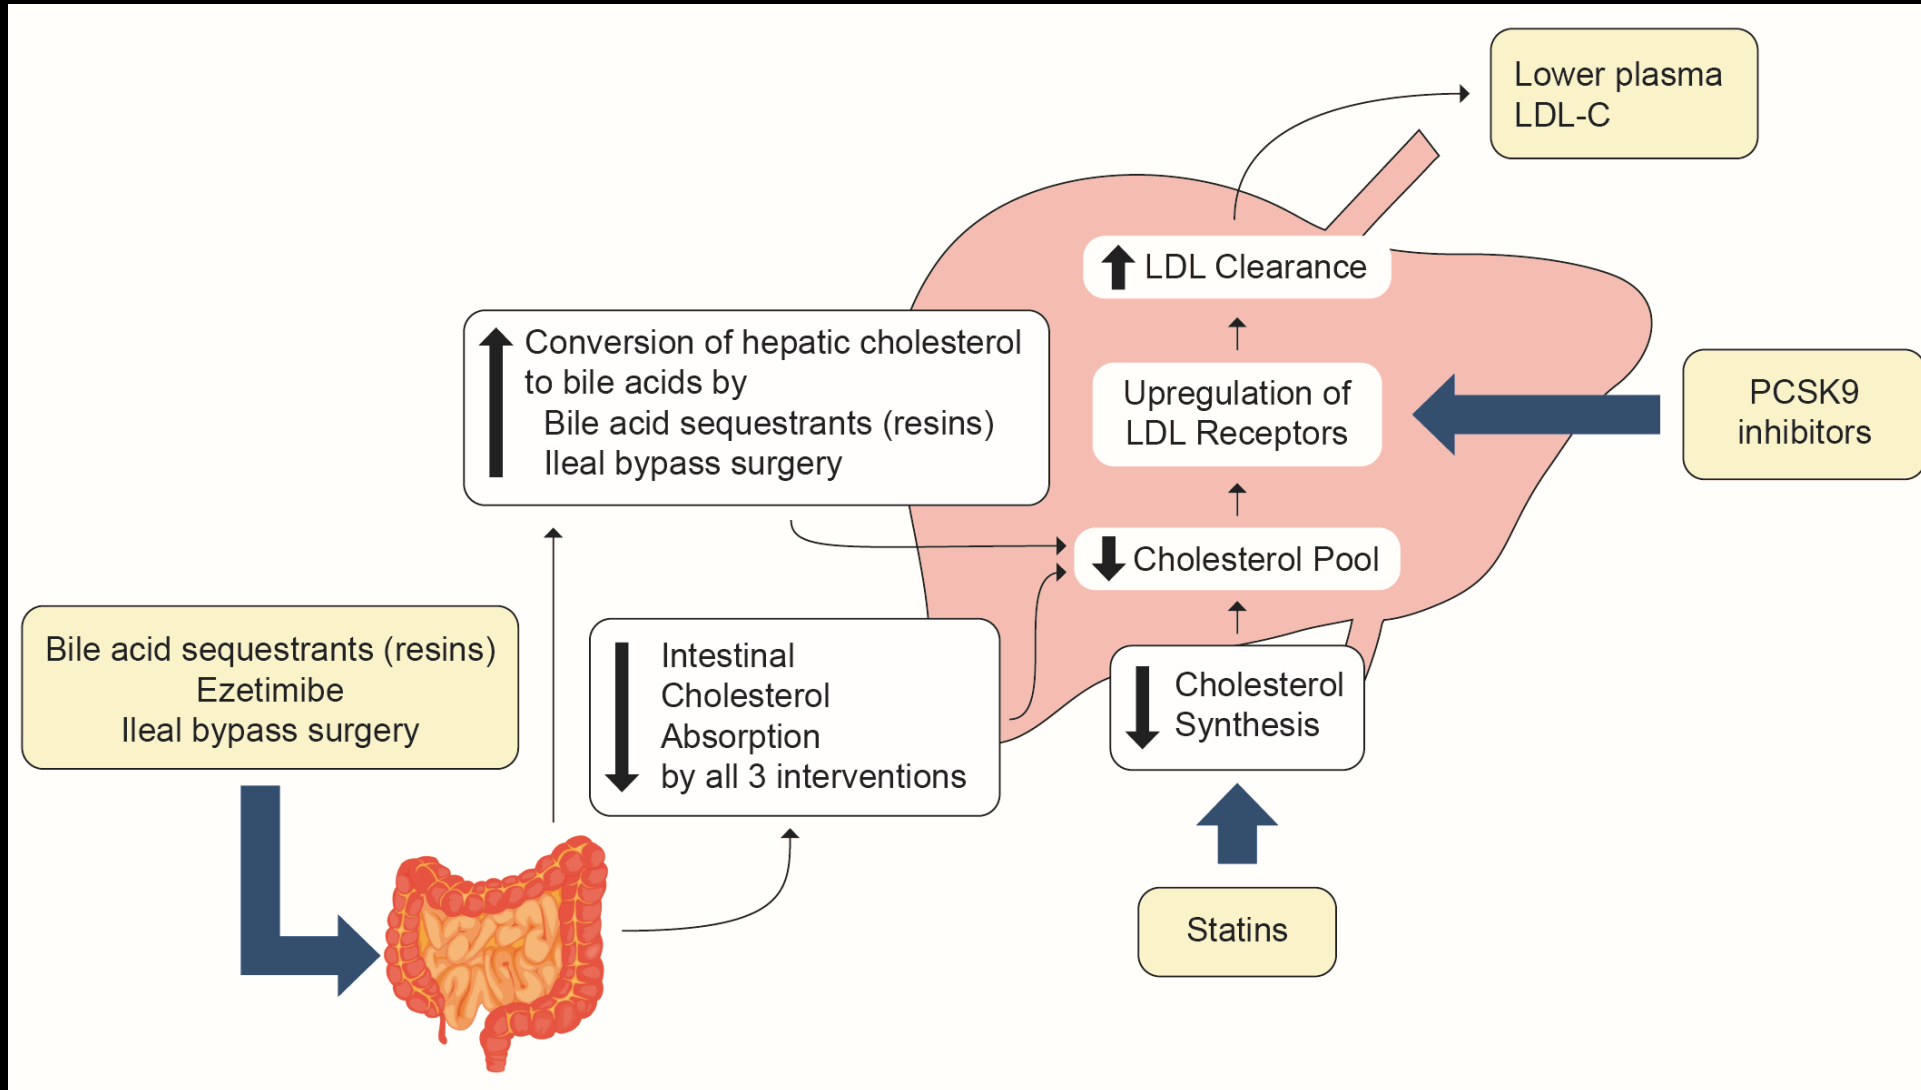 Lower plasma
LDL-C
LDL Clearance
Conversion of hepatic cholesterol
to bile acids by
Bile acid sequestrants (resins)
Ileal bypass surgery
Upregulation of
LDL Receptors
PCSK9
inhibitors
Cholesterol Pool
Bile acid sequestrants (resins)
Ezetimibe
Ileal bypass surgery
Intestinal
Cholesterol
Absorption
by all 3 interventions
Cholesterol
Synthesis
Statins